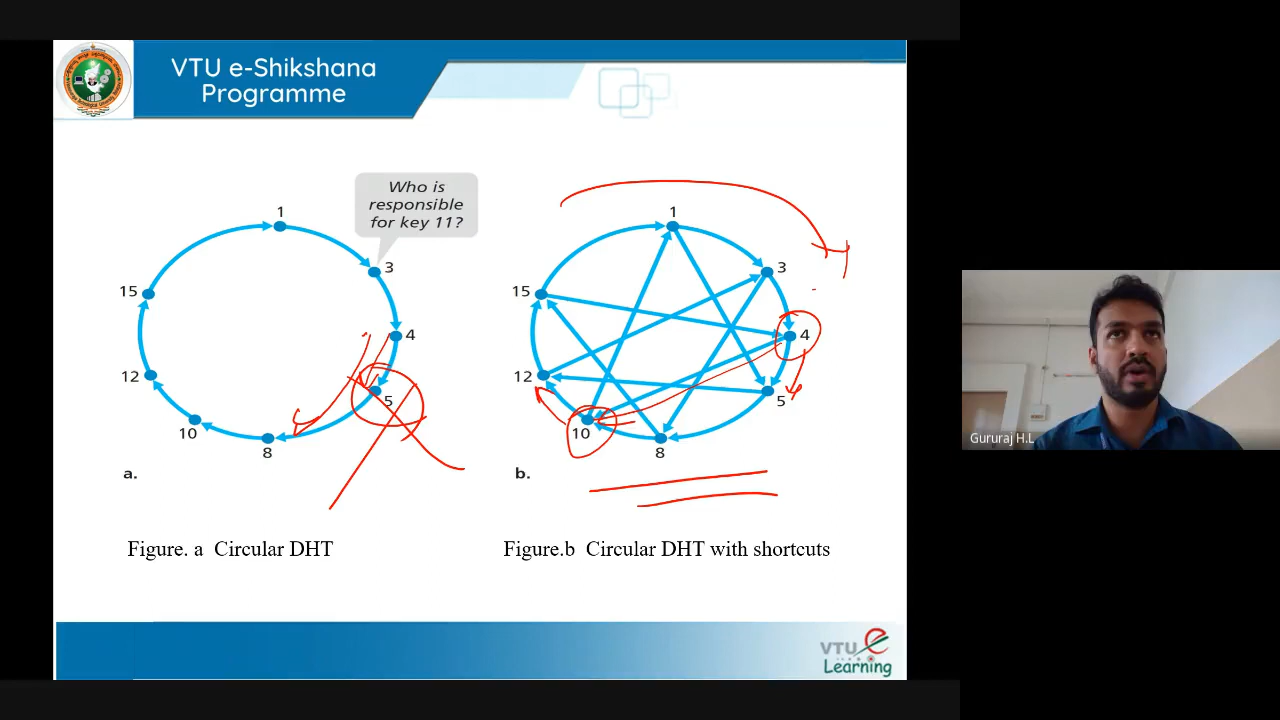 VTU e-Shikshana
Programme
Who is
responsible
for key 11?
1
3
4
5
8
10
12
15
a.
1
3
4
5
8
10
12
15
b.
Figure. a Circular DHT
Figure.b Circular DHT with shortcuts
VTU e
Learning
Gururaj H.L